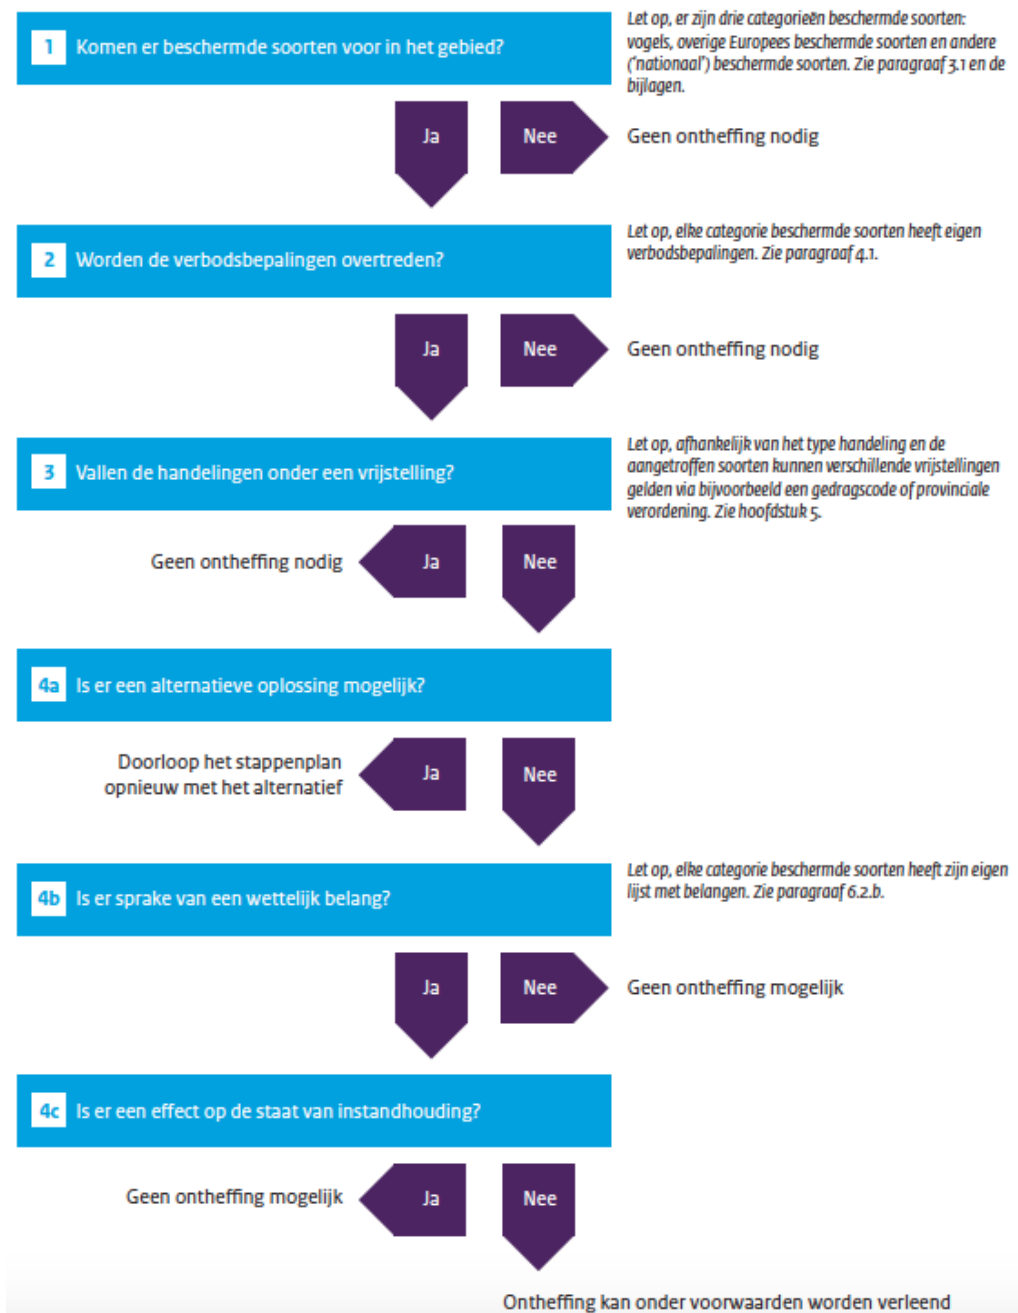 1 Komen er beschermde soorten voor in het gebied?
Let op, er zijn drie categorieën beschermde soorten:
vogels, overige Europees beschermde soorten en andere
('nationaal') beschermde soorten. Zie paragraaf 3.1 en de
bijlagen.
Ja
Nee
Geen ontheffing nodig
2 Worden de verbodsbepalingen overtreden?
Let op, elke categorie beschermde soorten heeft eigen
verbodsbepalingen. Zie paragraaf 4.1.
Ja
Nee
Geen ontheffing nodig
3 Vallen de handelingen onder een vrijstelling?
Let op, afhankelijk van het type handeling en de
aangetroffen soorten kunnen verschillende vrijstellingen
gelden via bijvoorbeeld een gedragscode of provinciale
verordening. Zie hoofdstuk 5.
Geen ontheffing nodig
Ja
Nee
4a Is er een alternatieve oplossing mogelijk?
Doorloop het stappenplan
opnieuw met het alternatief
Ja
Nee
4b Is er sprake van een wettelijk belang?
Let op, elke categorie beschermde soorten heeft zijn eigen
lijst met belangen. Zie paragraaf 6.2.b.
Ja
Nee
Geen ontheffing mogelijk
4c Is er een effect op de staat van instandhouding?
Geen ontheffing mogelijk
Ja
Nee
Ontheffing kan onder voorwaarden worden verleend